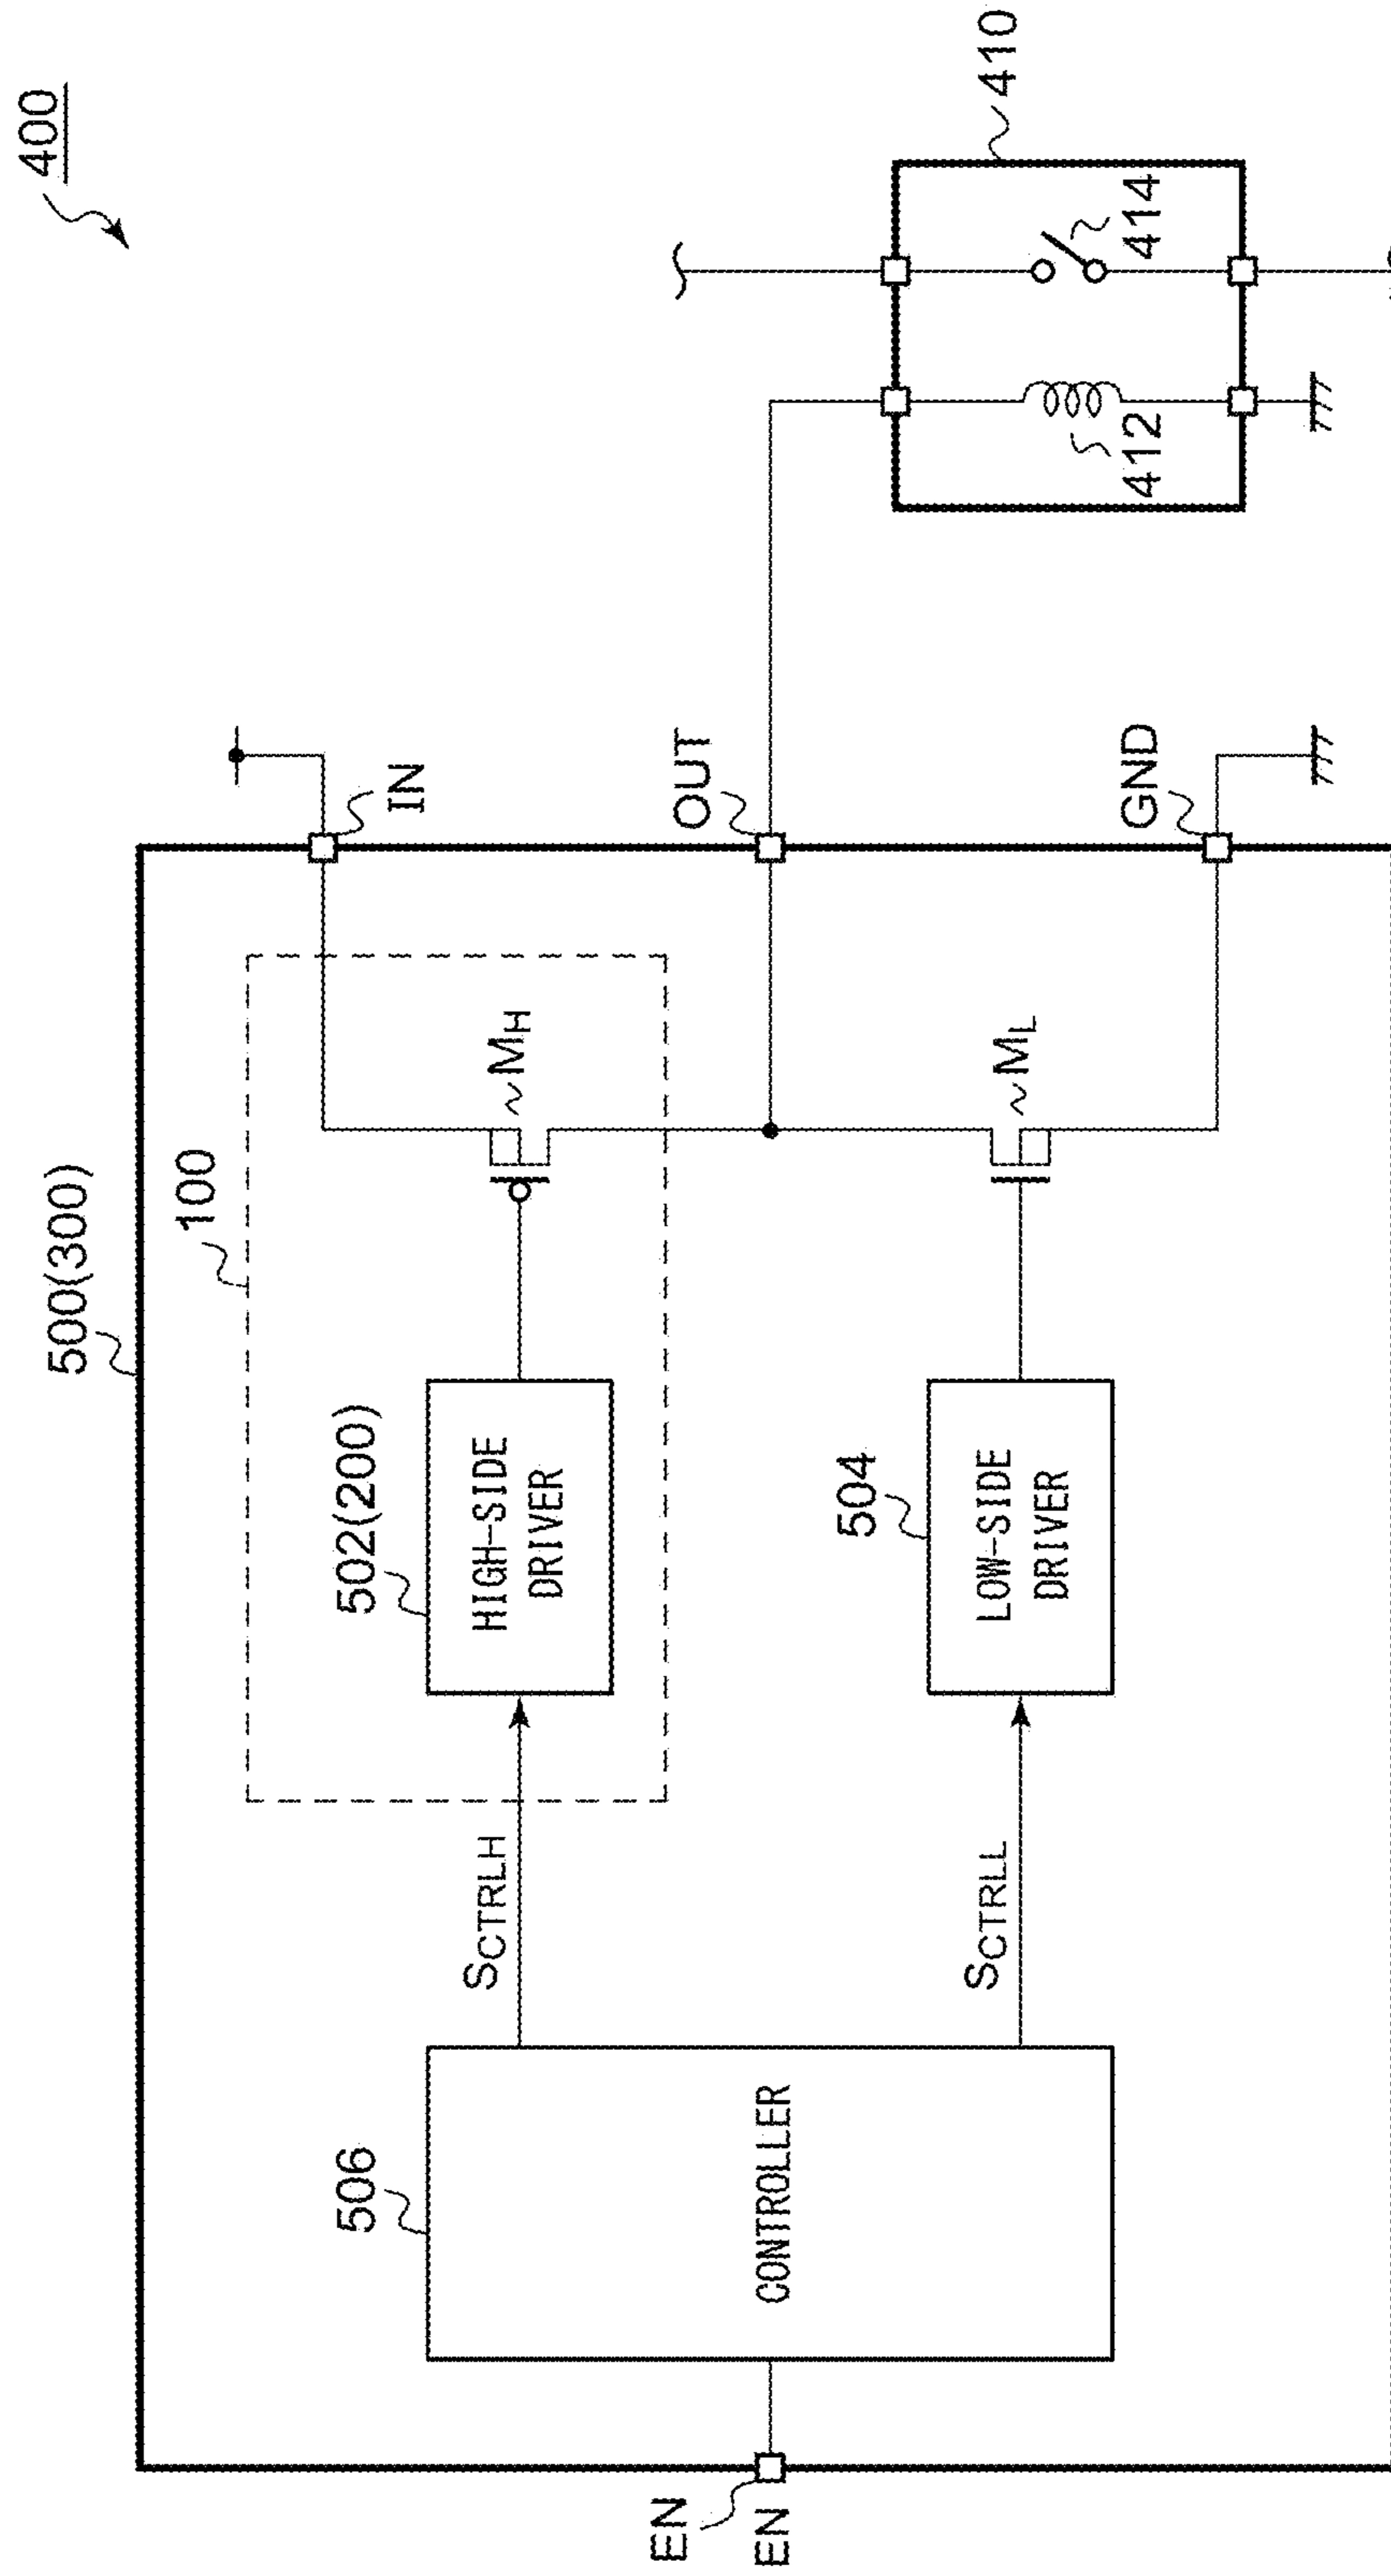 400
500(300)
100
IN
502(200)
HIGH-SIDE
DRIVER
MH
506
SCTRLH
OUT
410
EN
EN
CONTROLLER
504
LOW-SIDE
DRIVER
ML
SCTRLL
GND
412
414